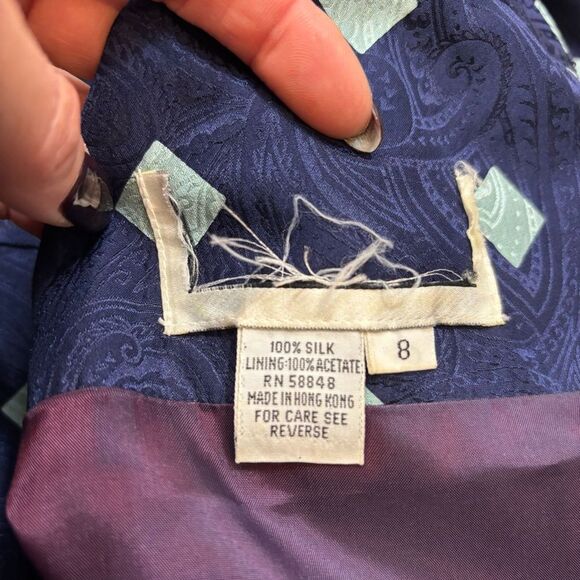 100% SILK
LINING-100% ACETATE
RN 58848
MADE IN HONG KONG
FOR CARE SEE
REVERSE
8